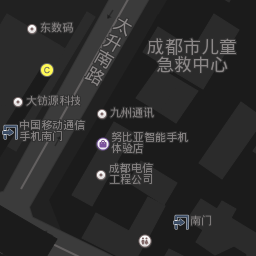 东数码
太升南路
成都市儿童
急救中心
C
大钫源科技
九州通讯
中国移动通信
手机南门
努比亚智能手机
体验店
成都电信
工程公司
南门